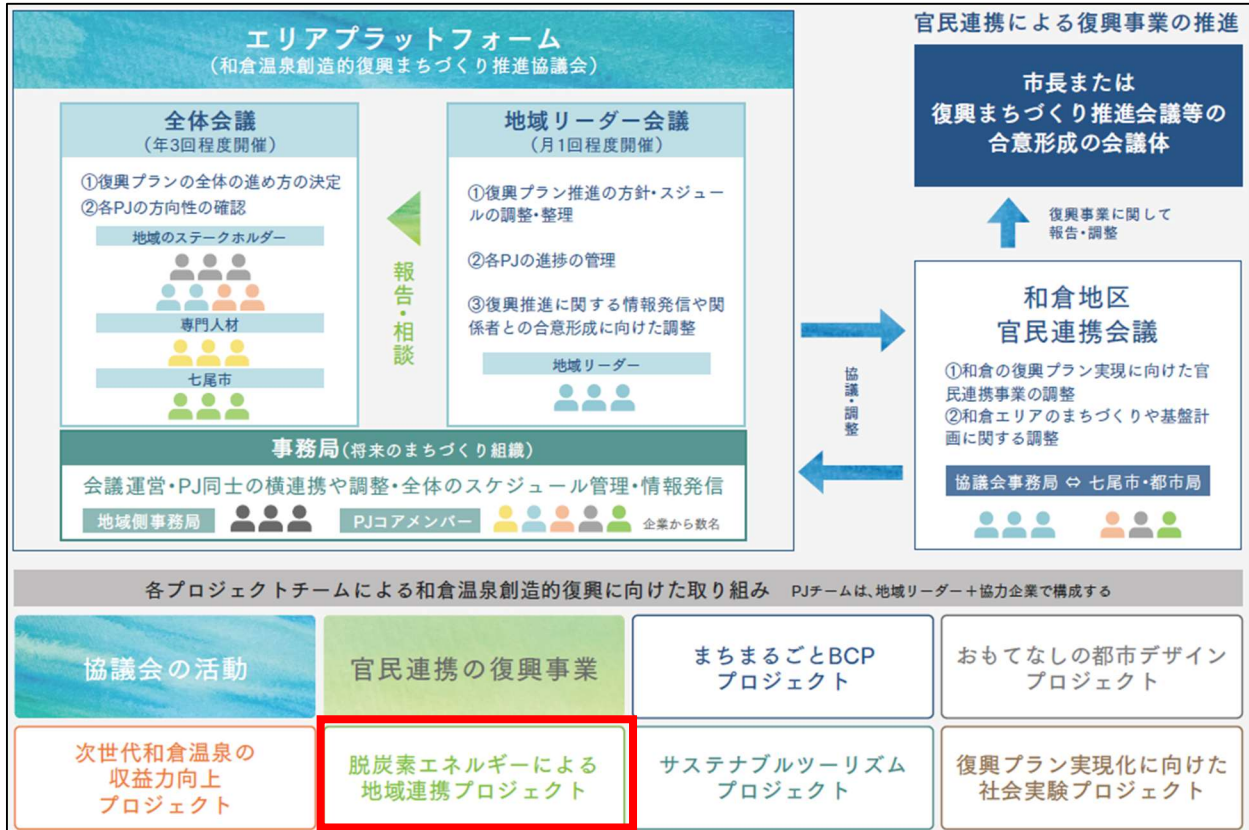 エリアプラットフォーム
(和倉温泉創造的復興まちづくり推進協議会)
全体会議
(年3回程度開催)
①復興プランの全体の進め方の決定
②各PJの方向性の確認
地域のステークホルダー
専門人材
七尾市
報告・相談
地域リーダー会議
(月1回程度開催)
①復興プラン推進の方針・スジュー
ルの調整・整理
②各PJの進捗の管理
③復興推進に関する情報発信や関
係者との合意形成に向けた調整
地域リーダー
事務局(将来のまちづくり組織)
会議運営・PJ同士の横連携や調整・全体のスケジュール管理・情報発信
地域側事務局
PJコアメンバー
企業から数名
協議・調整
官民連携による復興事業の推進
市長または
復興まちづくり推進会議等の
合意形成の会議体
復興事業に関して
報告・調整
和倉地区
官民連携会議
①和倉の復興プラン実現に向けた官
民連携事業の調整
②和倉エリアのまちづくりや基盤計
画に関する調整
協議会事務局 ⇔ 七尾市・都市局
各プロジェクトチームによる和倉温泉創造的復興に向けた取り組み PJチームは、地域リーダー+協力企業で構成する
協議会の活動
官民連携の復興事業
まちまるごとBCP
プロジェクト
おもてなしの都市デザイン
プロジェクト
次世代和倉温泉の
収益力向上
プロジェクト
脱炭素エネルギーによる
地域連携プロジェクト
サステナブルツーリズム
プロジェクト
復興プラン実現化に向けた
社会実験プロジェクト